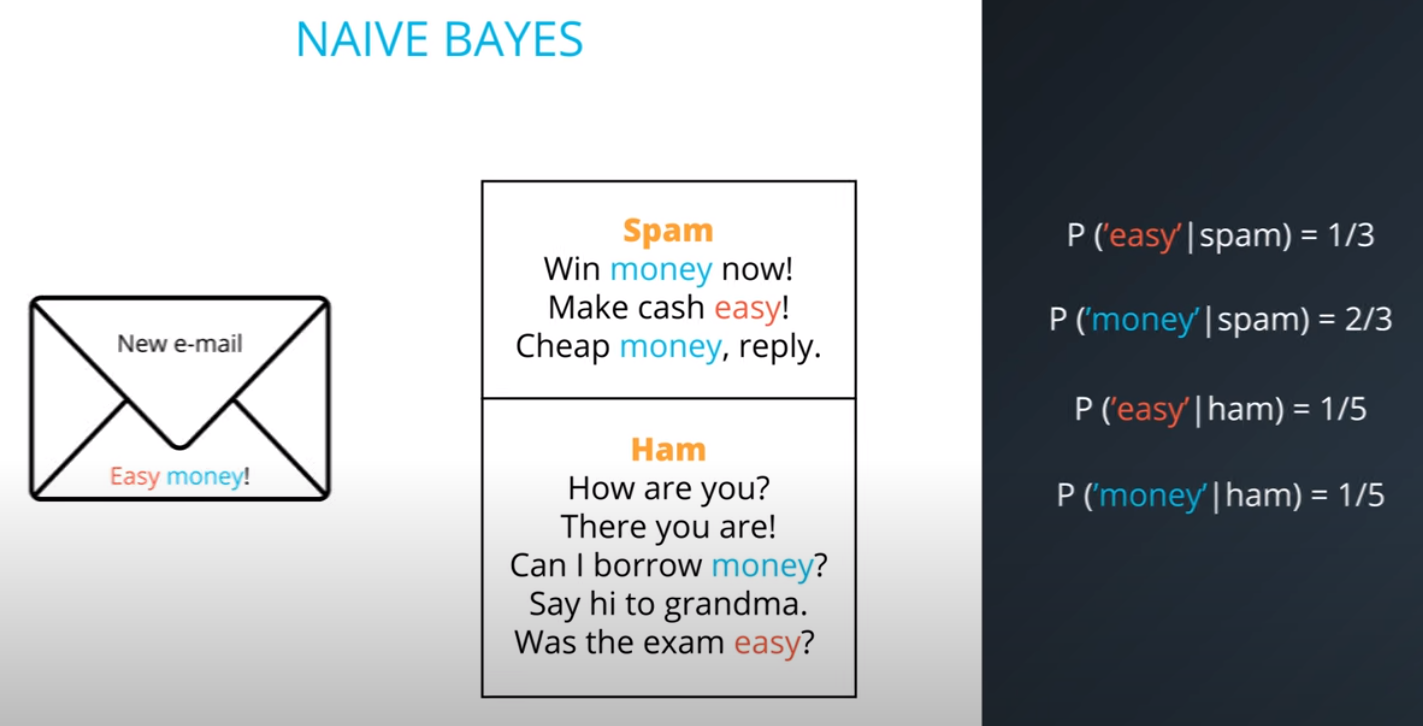 NAIVE BAYES
New e-mail
Easy money!
Spam
Win money now!
Make cash easy!
Cheap money, reply.
Ham
How are you?
There you are!
Can I borrow money?
Say hi to grandma.
Was the exam easy?
P ('easy'|spam) = 1/3
P ('money'|spam) = 2/3
P ('easy'|ham) = 1/5
P ('money'|ham) = 1/5